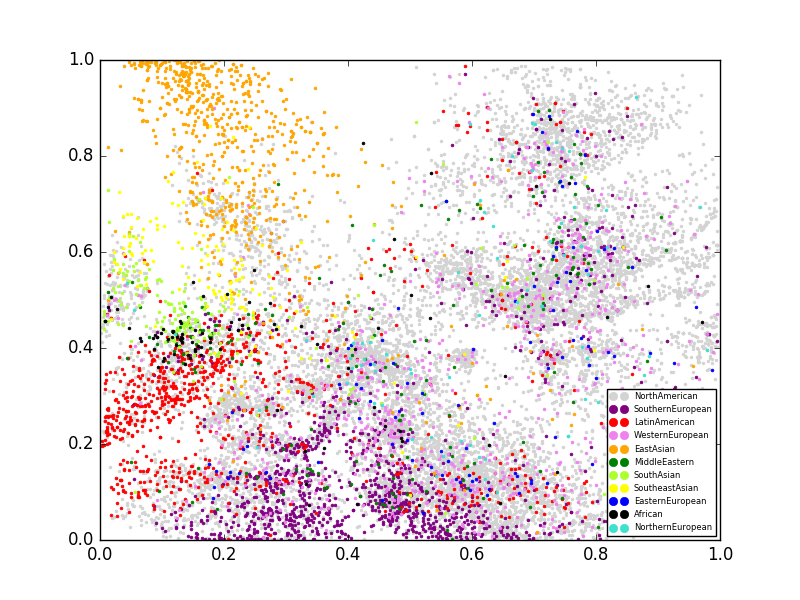 1.0
0.8
0.6
0.4
0.2
0.0
0.0 0.2 0.4 0.6 0.8 1.0
NorthAmerican
SouthernEuropean
LatinAmerican
WesternEuropean
EastAsian
MiddleEastern
SouthAsian
SoutheastAsian
EasternEuropean
African
NorthernEuropean